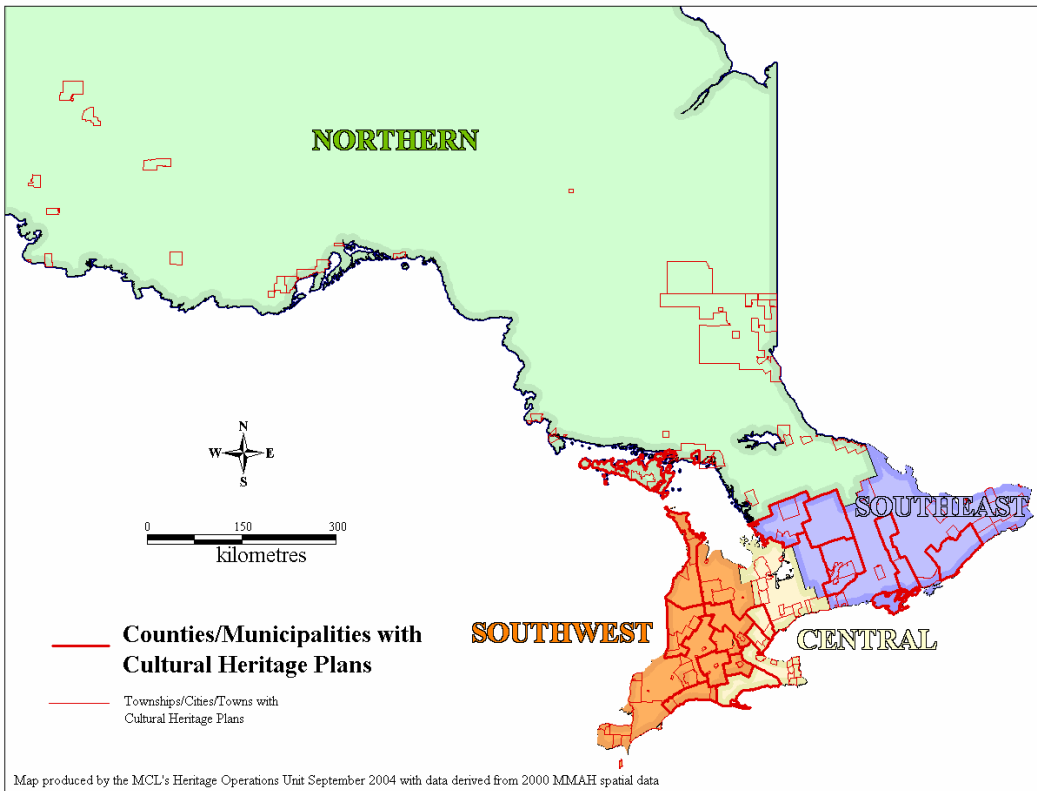 NORTHERN
N
W E
S
0 150 300
kilometres
SOUTHEAST
SOUTHWEST
CENTRAL
Counties/Municipalities with
Cultural Heritage Plans
Townships/Cities/Towns with
Cultural Heritage Plans
Map produced by the MCL's Heritage Operations Unit September 2004 with data derived from 2000 MMAH spatial data